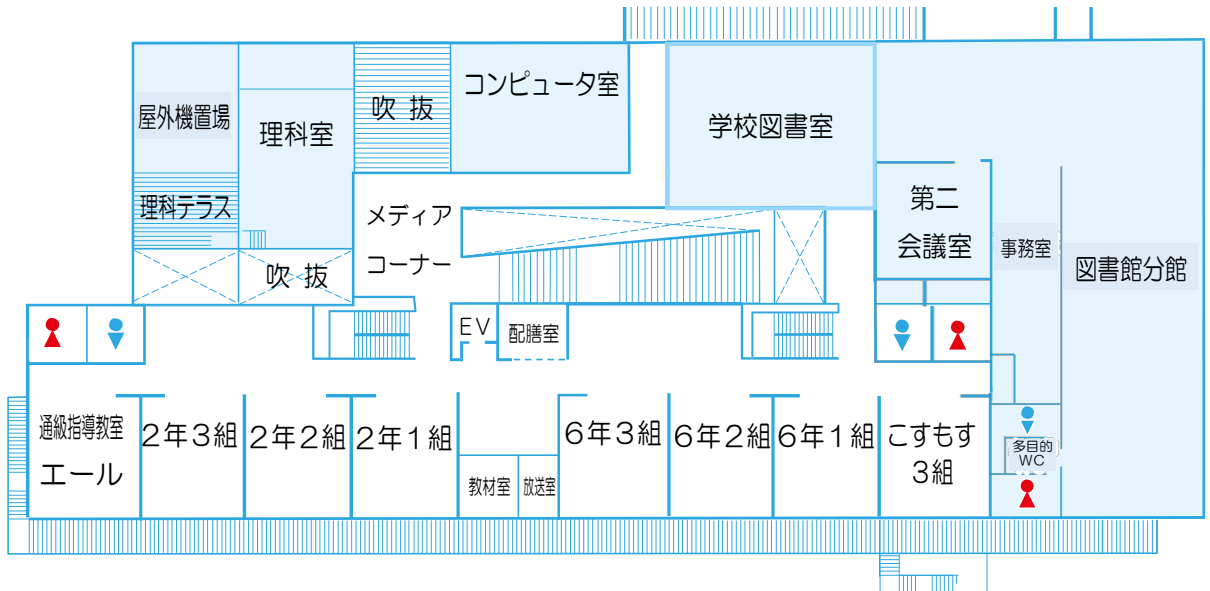 コンピュータ室
屋外機置場
吹 抜
理科室
学校図書室
理科テラス
メディア
コーナー
第二
会議室
事務室
図書館分館
吹 抜
EV
配膳室
通級指導教室
エール
2年3組
2年2組
2年1組
6年3組
6年2組
6年1組
こすもす
3組
多目的
WC
教材室
放送室